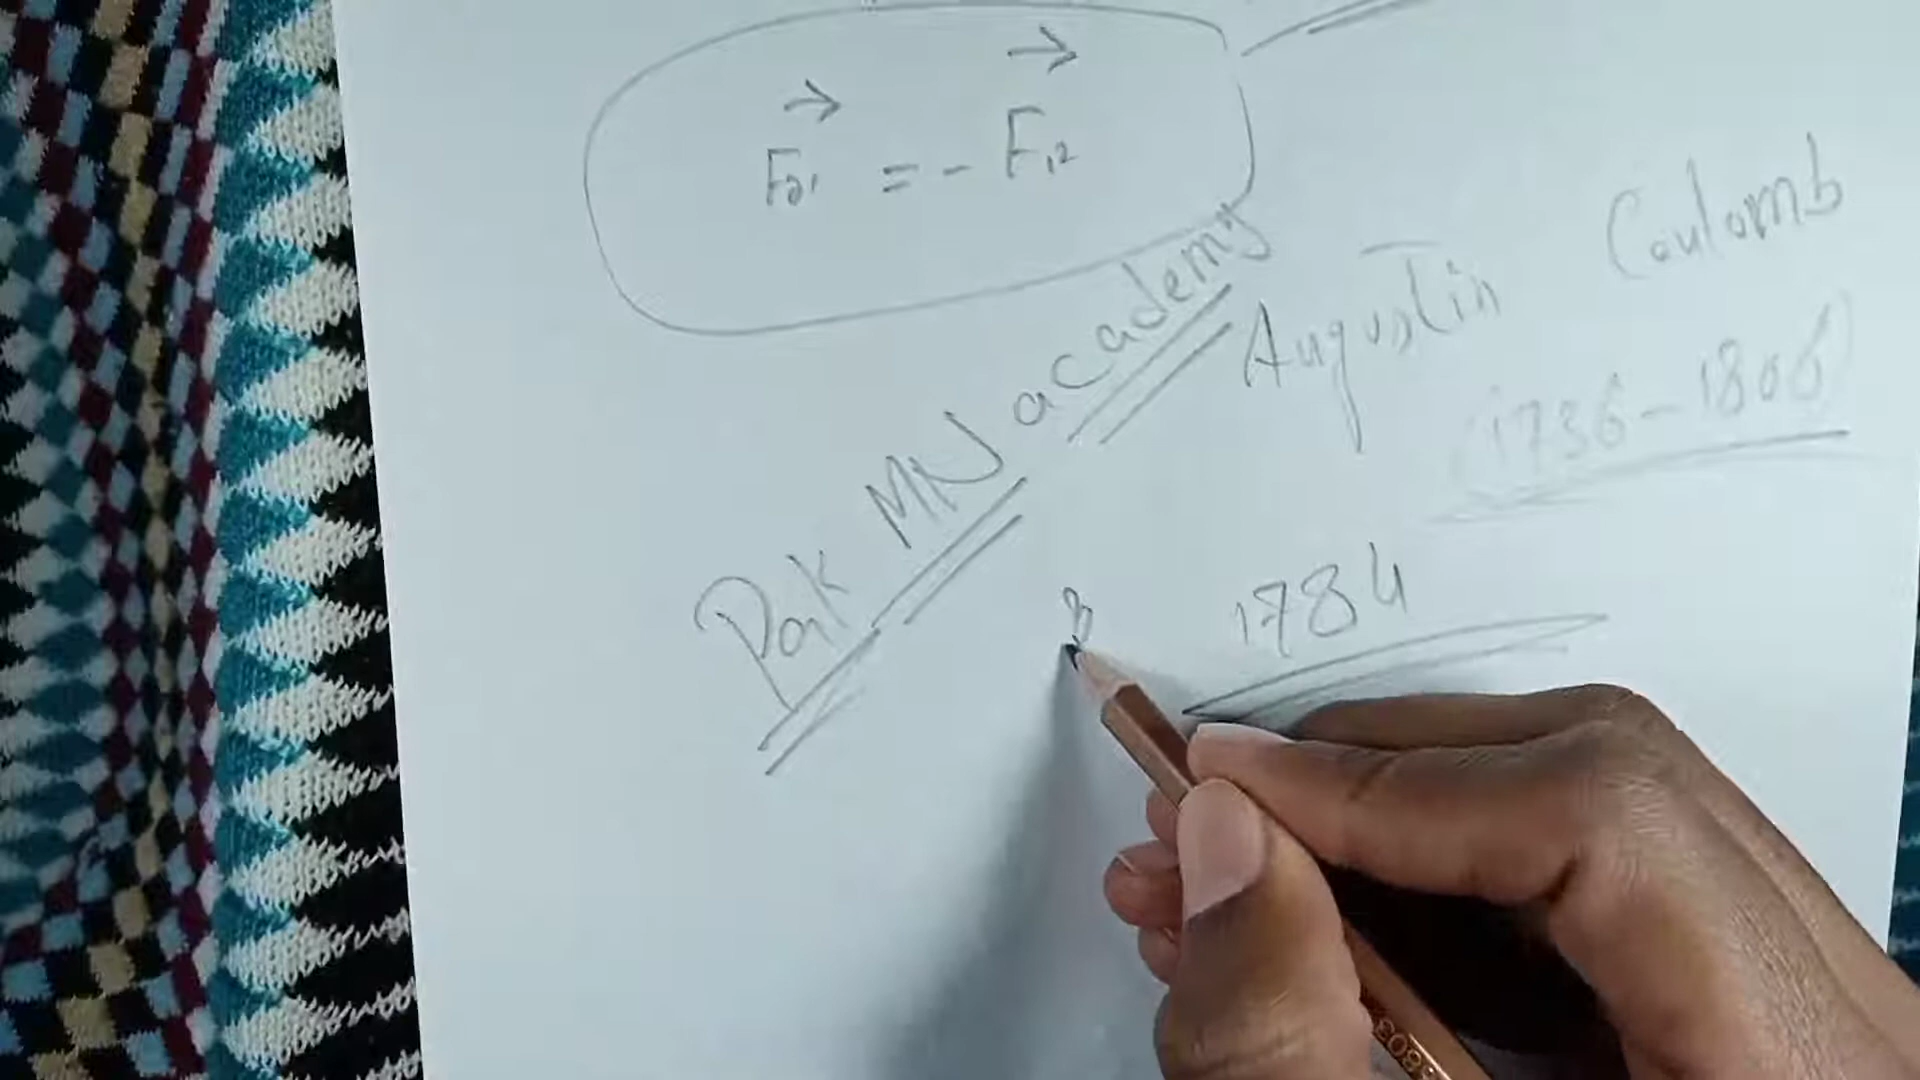 F₂₁ = - F₁₂
Augustin Coulomb
(1736-1806)
Pak MN academy
1784